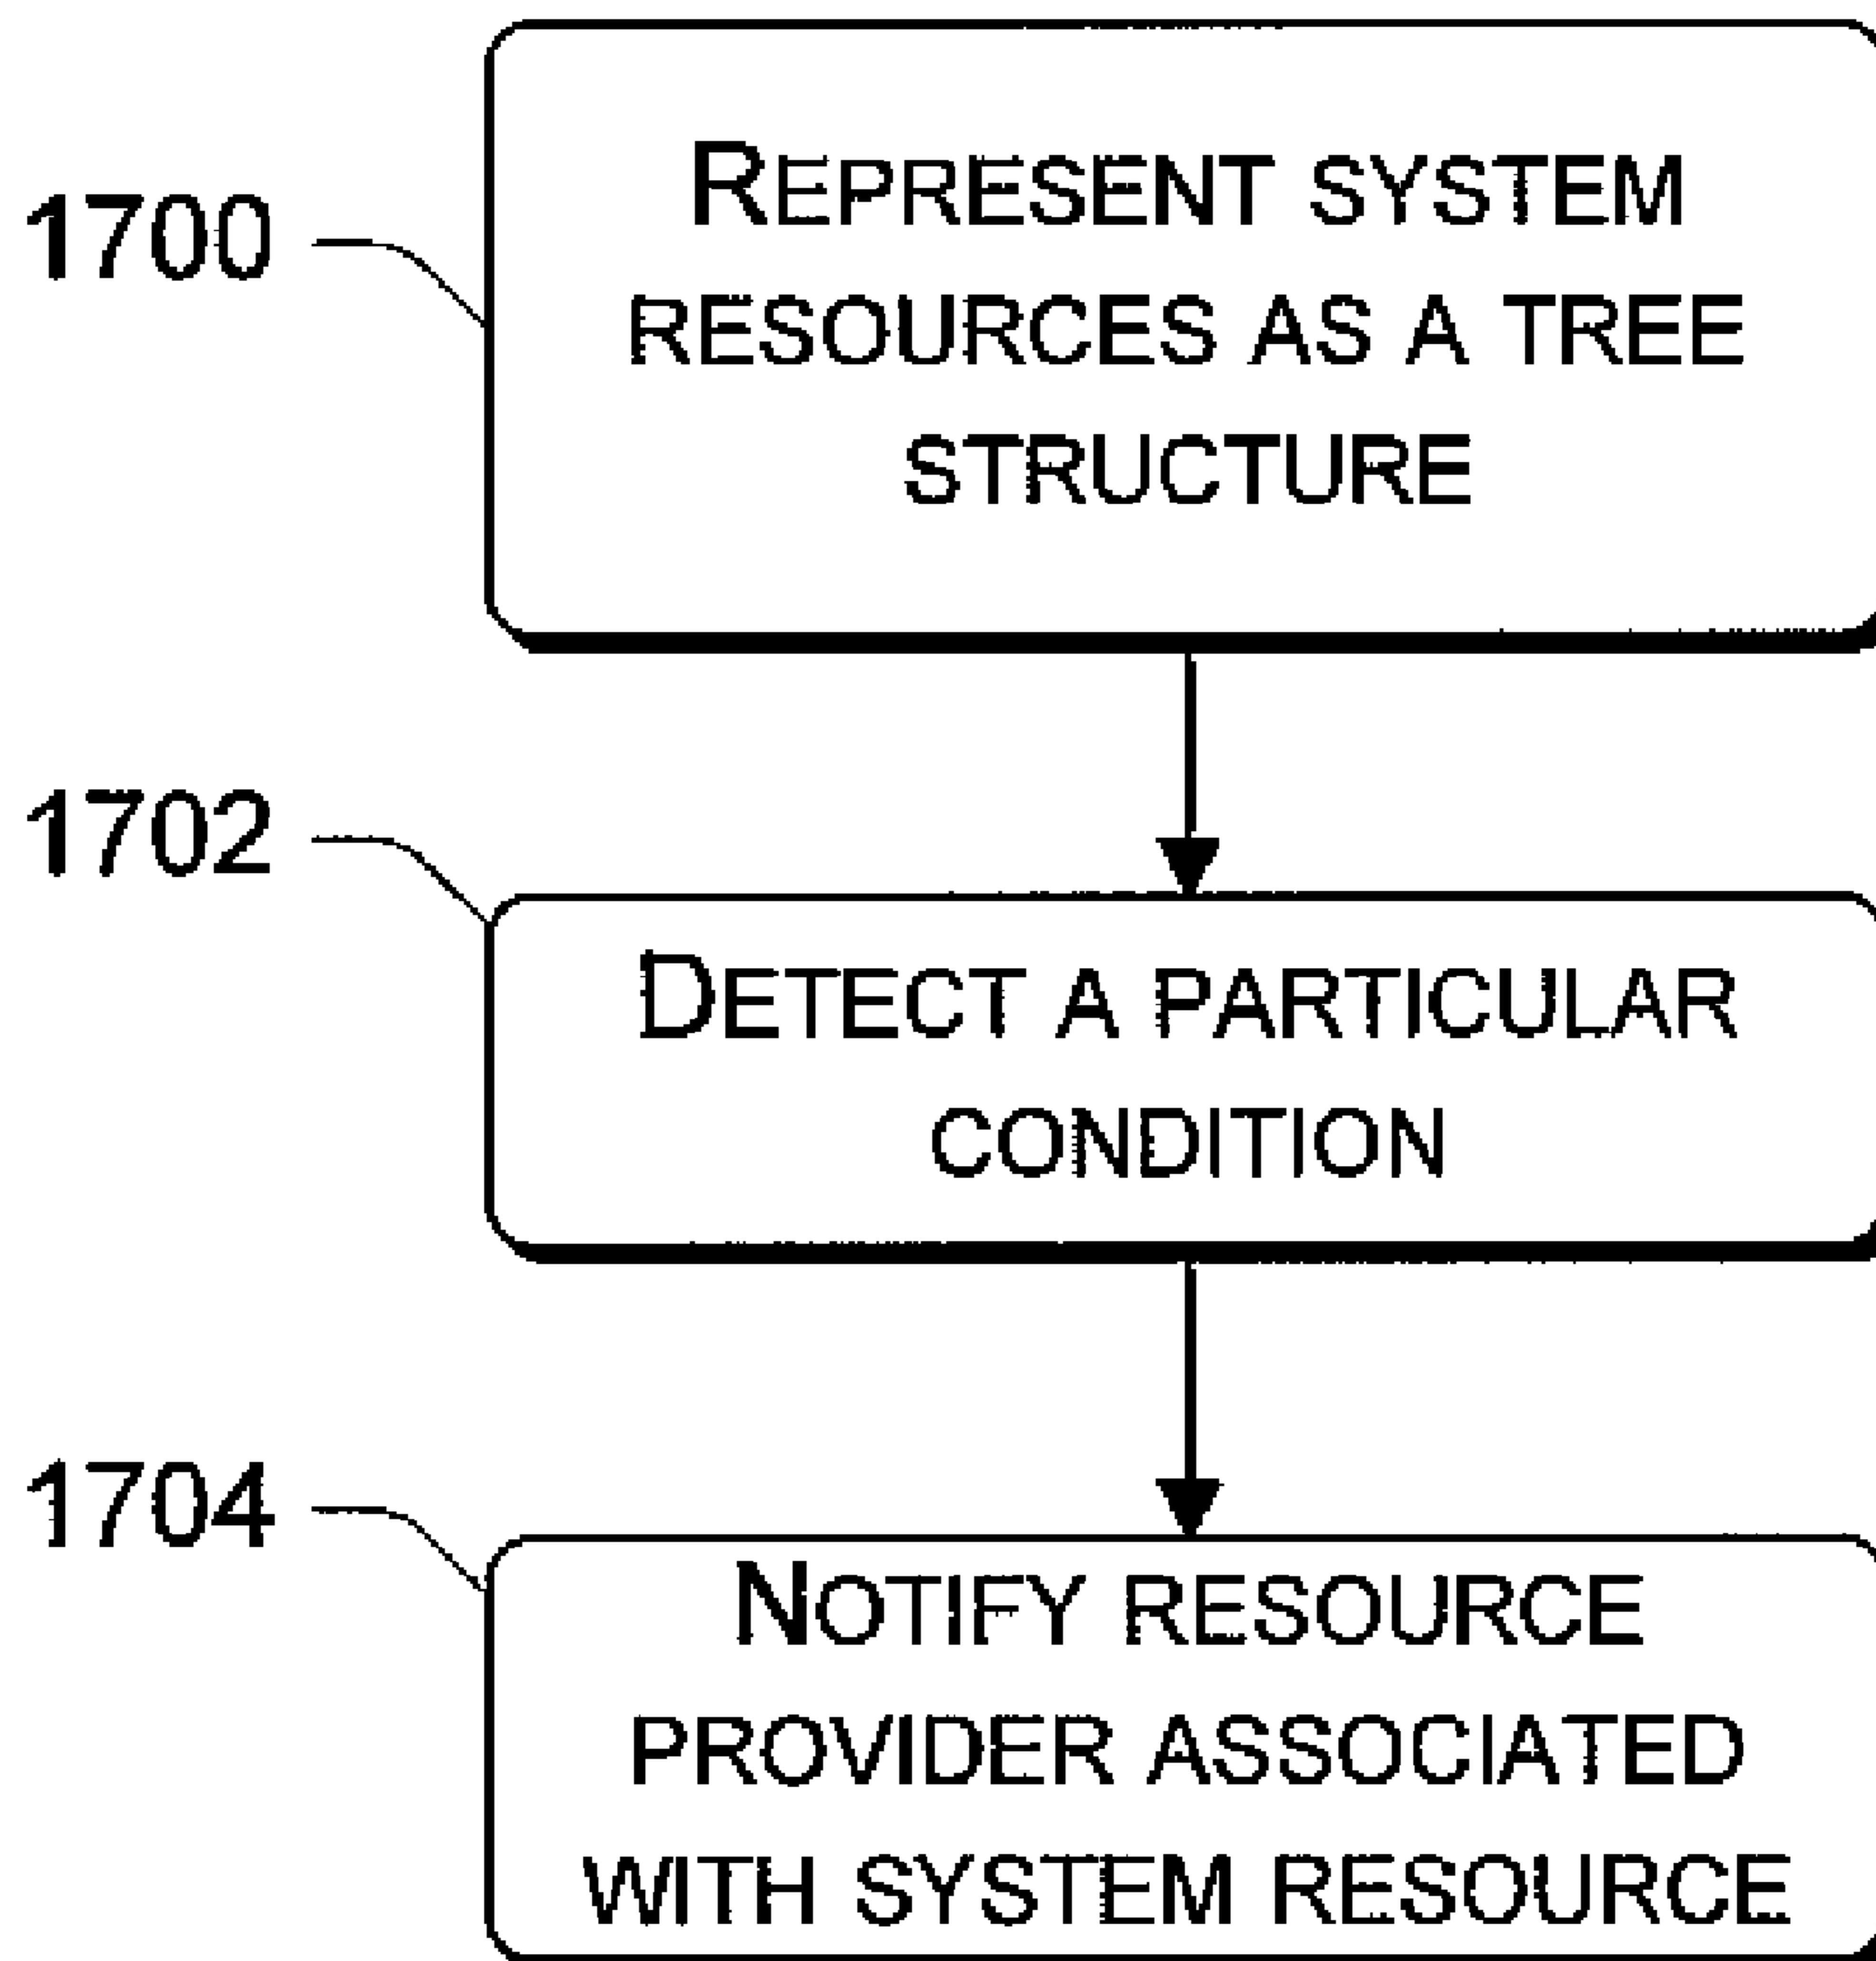 1700
REPRESENT SYSTEM
RESOURCES AS A TREE
STRUCTURE
1702
DETECT A PARTICULAR
CONDITION
1704
NOTIFY RESOURCE
PROVIDER ASSOCIATED
WITH SYSTEM RESOURCE